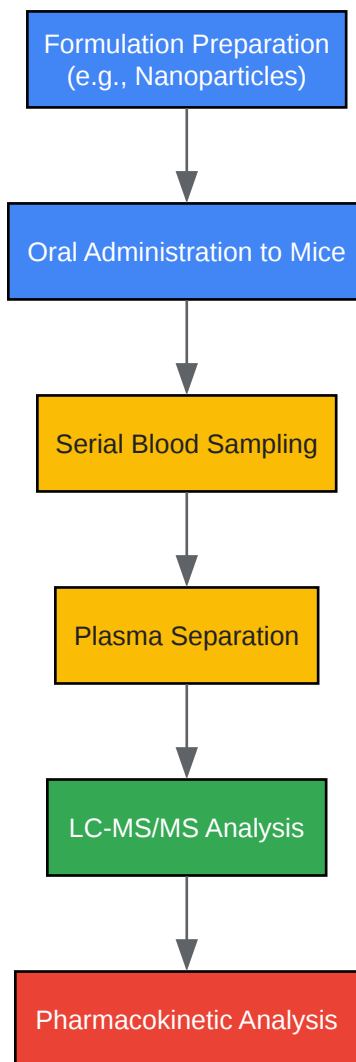 Formulation Preparation
(e.g., Nanoparticles)
Oral Administration to Mice
Serial Blood Sampling
Plasma Separation
LC-MS/MS Analysis
Pharmacokinetic Analysis